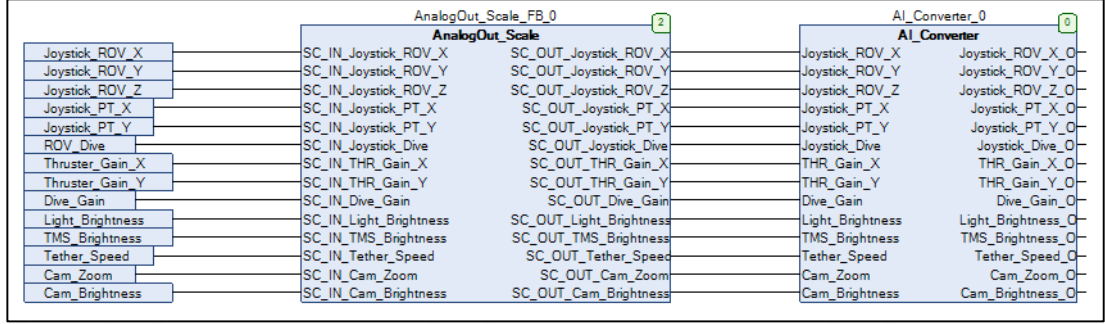 AnalogOut_Scale_FB_0 AI_Converter_0
2 0
AnalogOut_Scale AI_Converter
Joystick_ROV_X SC_IN_Joystick_ROV_X SC_OUT_Joystick_ROV_X Joystick_ROV_X Joystick_ROV_X_O
Joystick_ROV_Y SC_IN_Joystick_ROV_Y SC_OUT_Joystick_ROV_Y Joystick_ROV_Y Joystick_ROV_Y_O
Joystick_ROV_Z SC_IN_Joystick_ROV_Z SC_OUT_Joystick_ROV_Z Joystick_ROV_Z Joystick_ROV_Z_O
Joystick_PT_X SC_IN_Joystick_PT_X SC_OUT_Joystick_PT_X Joystick_PT_X Joystick_PT_X_O
Joystick_PT_Y SC_IN_Joystick_PT_Y SC_OUT_Joystick_PT_Y Joystick_PT_Y Joystick_PT_Y_O
ROV_Dive SC_IN_Joystick_Dive SC_OUT_Joystick_Dive Joystick_Dive Joystick_Dive_O
Thruster_Gain_X SC_IN_THR_Gain_X SC_OUT_THR_Gain_X THR_Gain_X THR_Gain_X_O
Thruster_Gain_Y SC_IN_THR_Gain_Y SC_OUT_THR_Gain_Y THR_Gain_Y THR_Gain_Y_O
Dive_Gain SC_IN_Dive_Gain SC_OUT_Dive_Gain Dive_Gain Dive_Gain_O
Light_Brightness SC_IN_Light_Brightness SC_OUT_Light_Brightness Light_Brightness Light_Brightness_O
TMS_Brightness SC_IN_TMS_Brightness SC_OUT_TMS_Brightness TMS_Brightness TMS_Brightness_O
Tether_Speed SC_IN_Tether_Speed SC_OUT_Tether_Speed Tether_Speed Tether_Speed_O
Cam_Zoom SC_IN_Cam_Zoom SC_OUT_Cam_Zoom Cam_Zoom Cam_Zoom_O
Cam_Brightness SC_IN_Cam_Brightness SC_OUT_Cam_Brightness Cam_Brightness Cam_Brightness_O